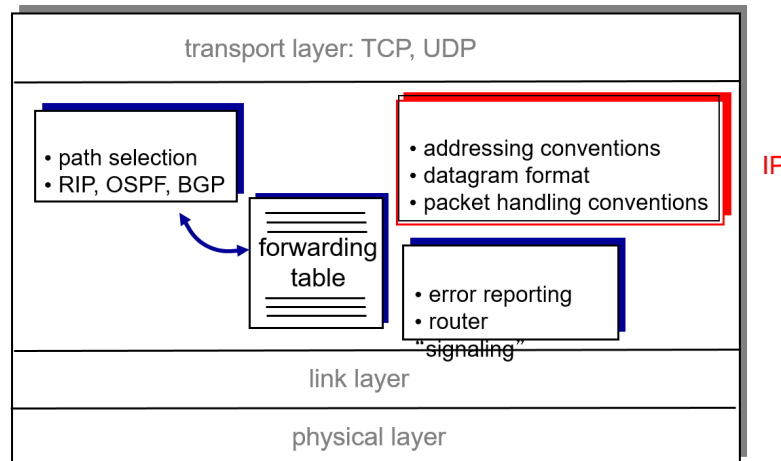 transport layer: TCP, UDP
• path selection
• RIP, OSPF, BGP
forwarding
table
• addressing conventions
• datagram format
• packet handling conventions
• error reporting
• router
“signaling”
link layer
physical layer